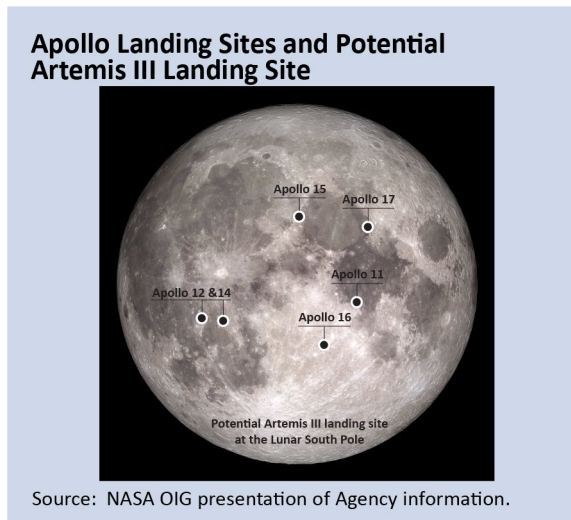 Apollo Landing Sites and Potential
Artemis III Landing Site
Apollo 15
Apollo 17
Apollo 11
Apollo 12 &14
Apollo 16
Potential Artemis III landing site
at the Lunar South Pole
Source:  NASA OIG presentation of Agency information.